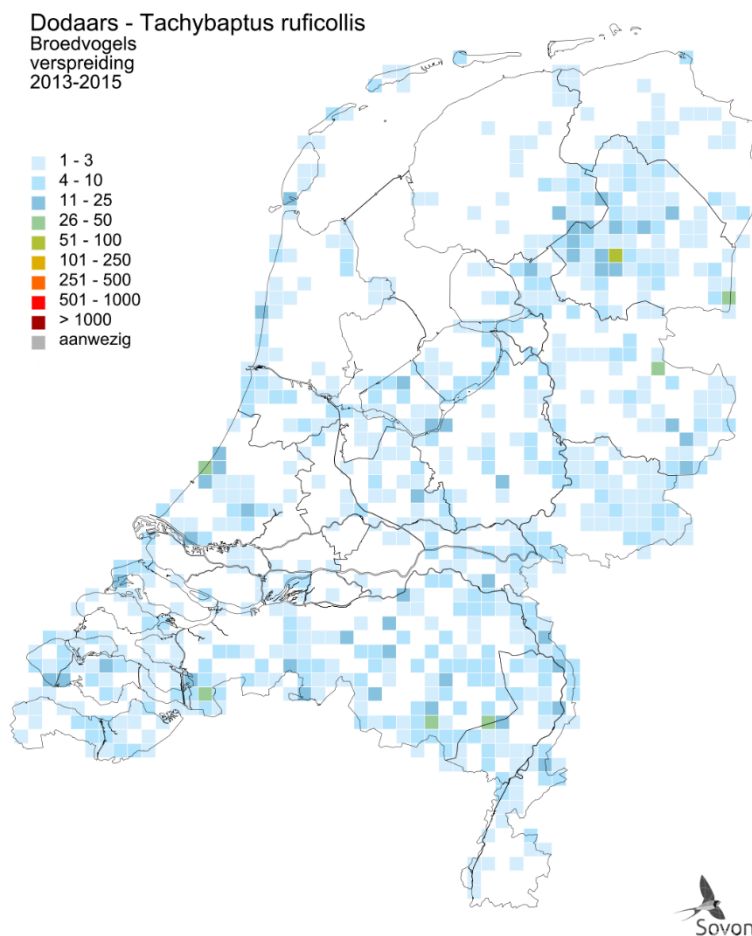 Dodaars - Tachybaptus ruficollis
Broedvogels
verspreiding
2013-2015
1 - 3
4 - 10
11 - 25
26 - 50
51 - 100
101 - 250
251 - 500
501 - 1000
> 1000
aanwezig
Sovon